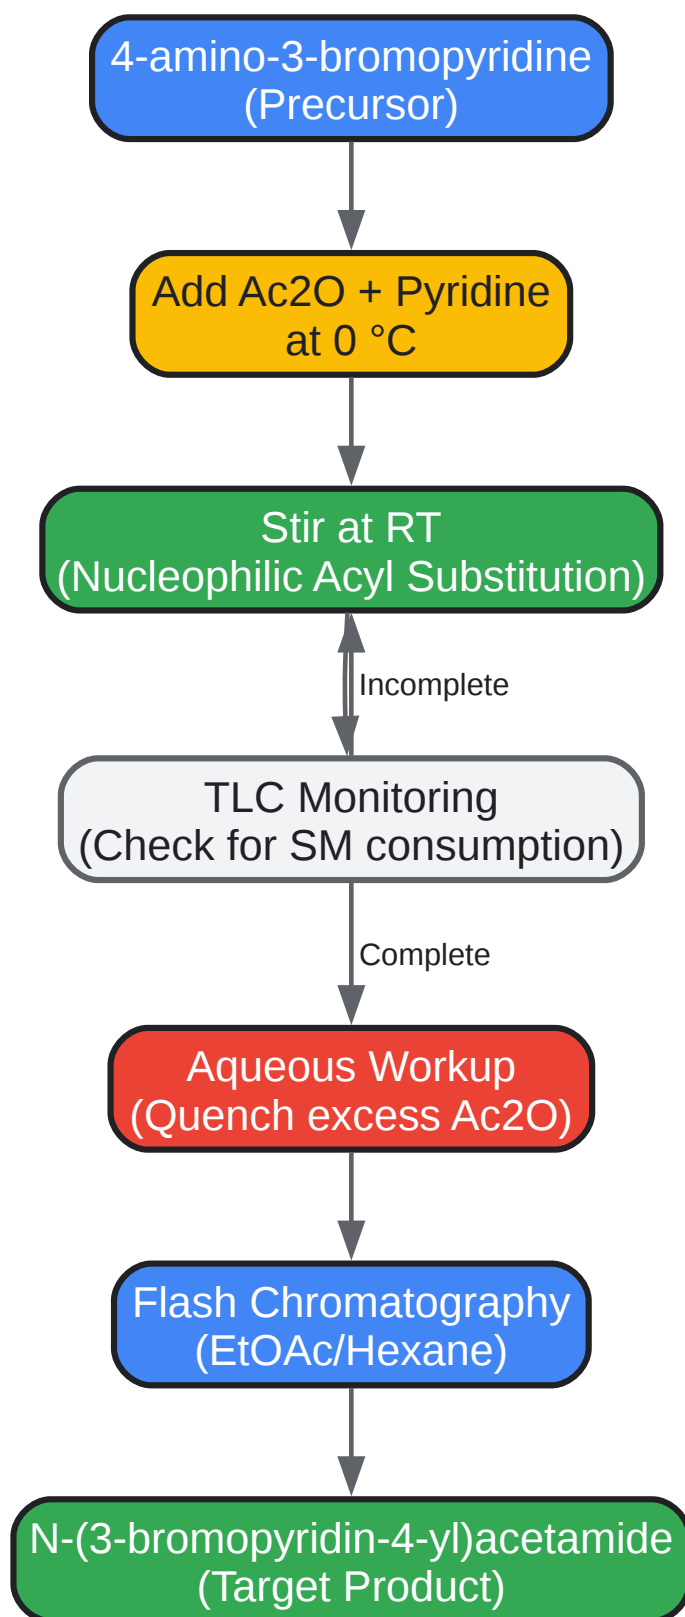 4-amino-3-bromopyridine
(Precursor)
Add Ac2O + Pyridine
at 0 °C
Stir at RT
(Nucleophilic Acyl Substitution)
Incomplete
TLC Monitoring
(Check for SM consumption)
Complete
Aqueous Workup
(Quench excess Ac2O)
Flash Chromatography
(EtOAc/Hexane)
N-(3-bromopyridin-4-yl)acetamide
(Target Product)